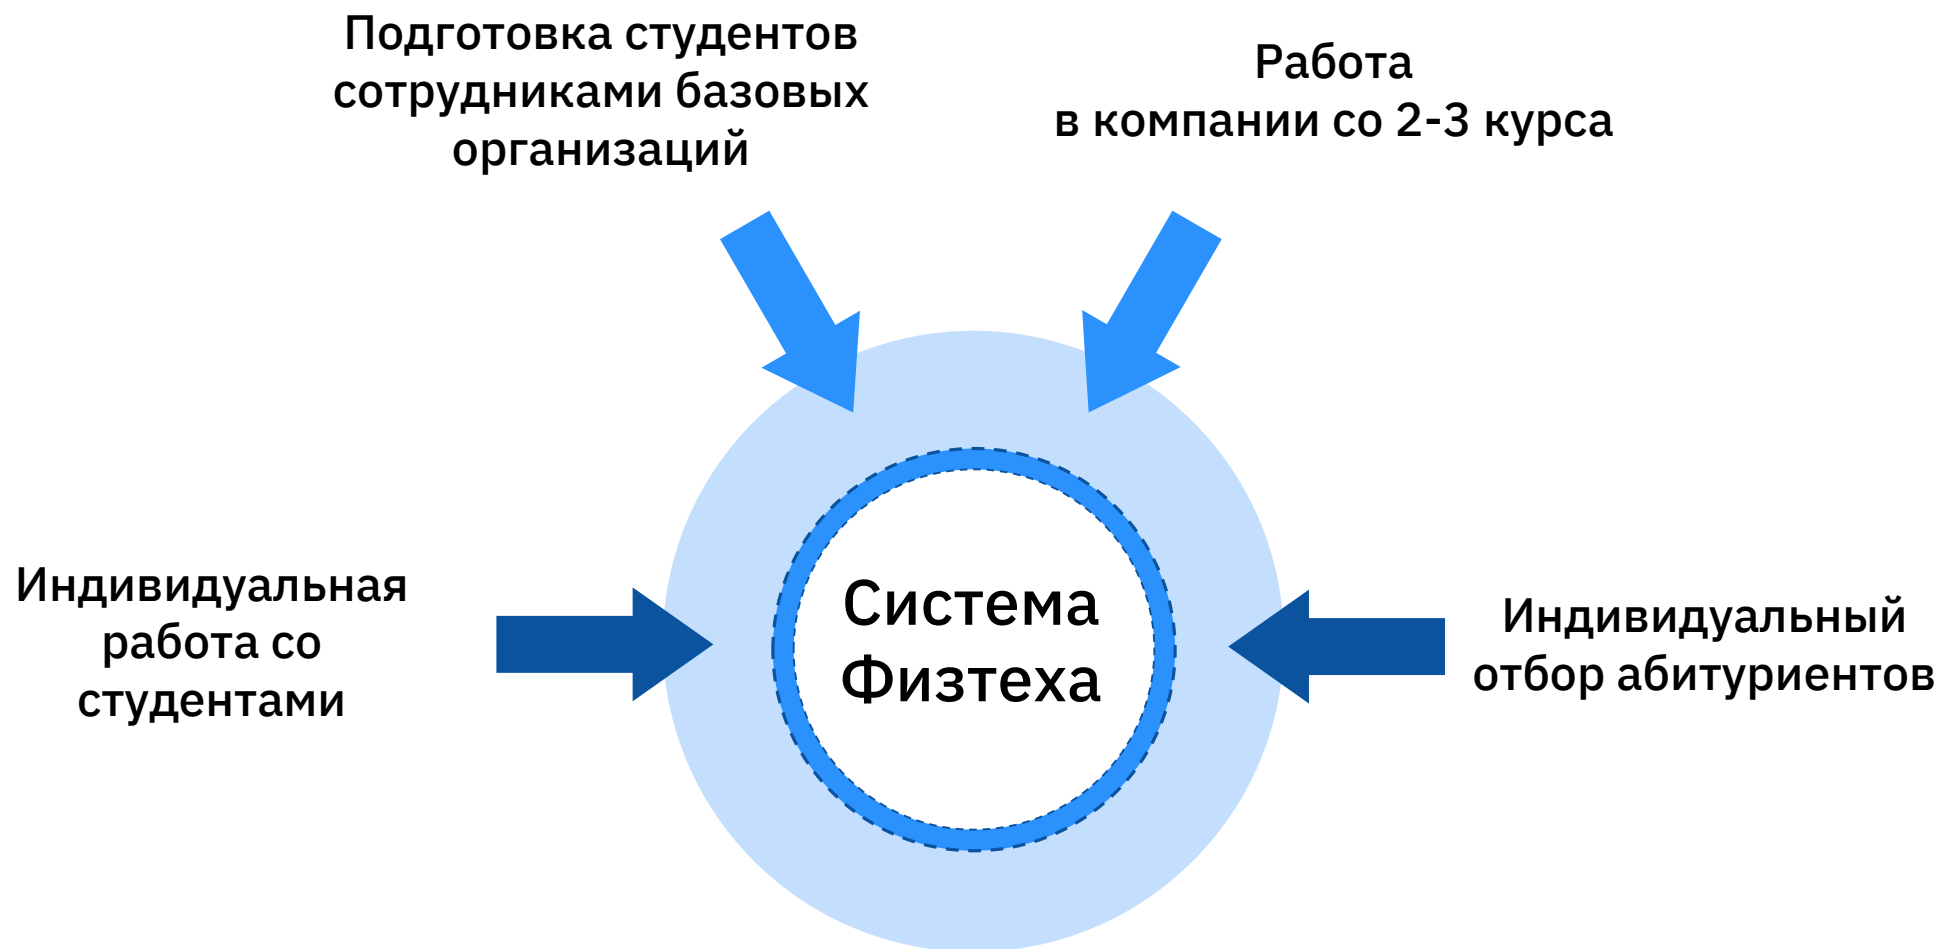 Подготовка студентов
сотрудниками базовых
организаций
Работа
в компании со 2-3 курса
Индивидуальная
работа со
студентами
Система
Физтеха
Индивидуальный
отбор абитуриентов